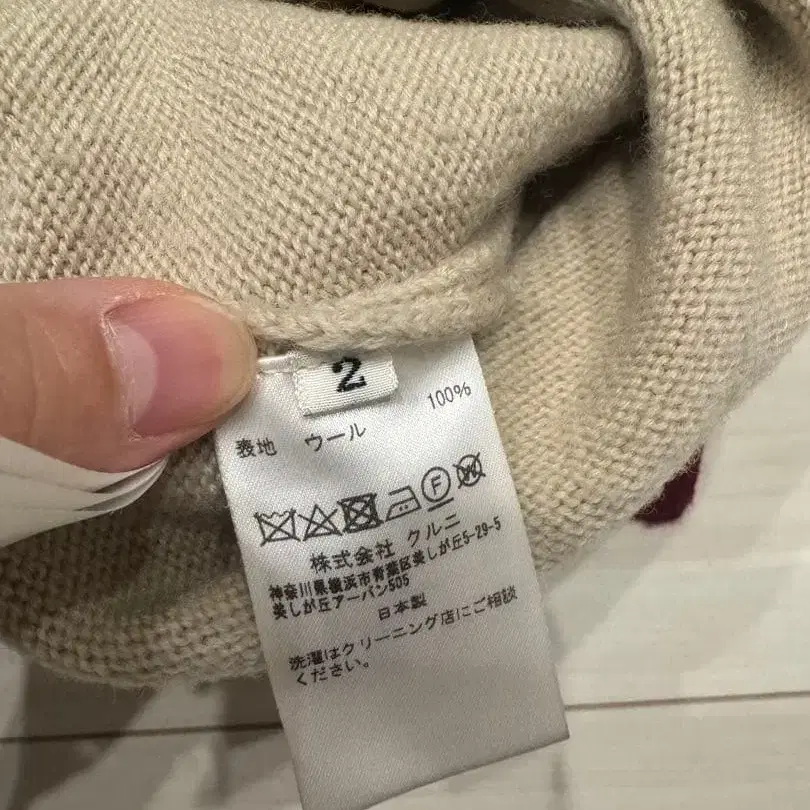 2
表地 ウール 100%
F W
株式会社 クルニ
神奈川県横浜市青葉区美しが丘5-29-5
美しが丘アーバン505
日本製
洗濯はクリーニング店にご相談
ください。